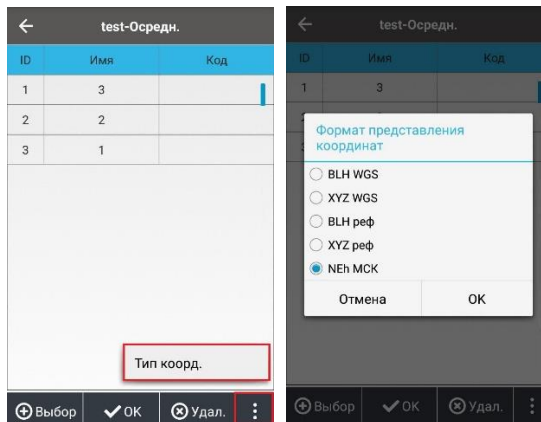 test-Осредн.
ID Имя Код
1 3
2 2
3 1
Тип коорд.
Выбор OK Удал.
test-Осредн.
ID Имя Код
1 3
Формат представления
координат
BLH WGS
XYZ WGS
BLH реф
XYZ реф
NEh МСК
Отмена OK
Выбор OK Удал.